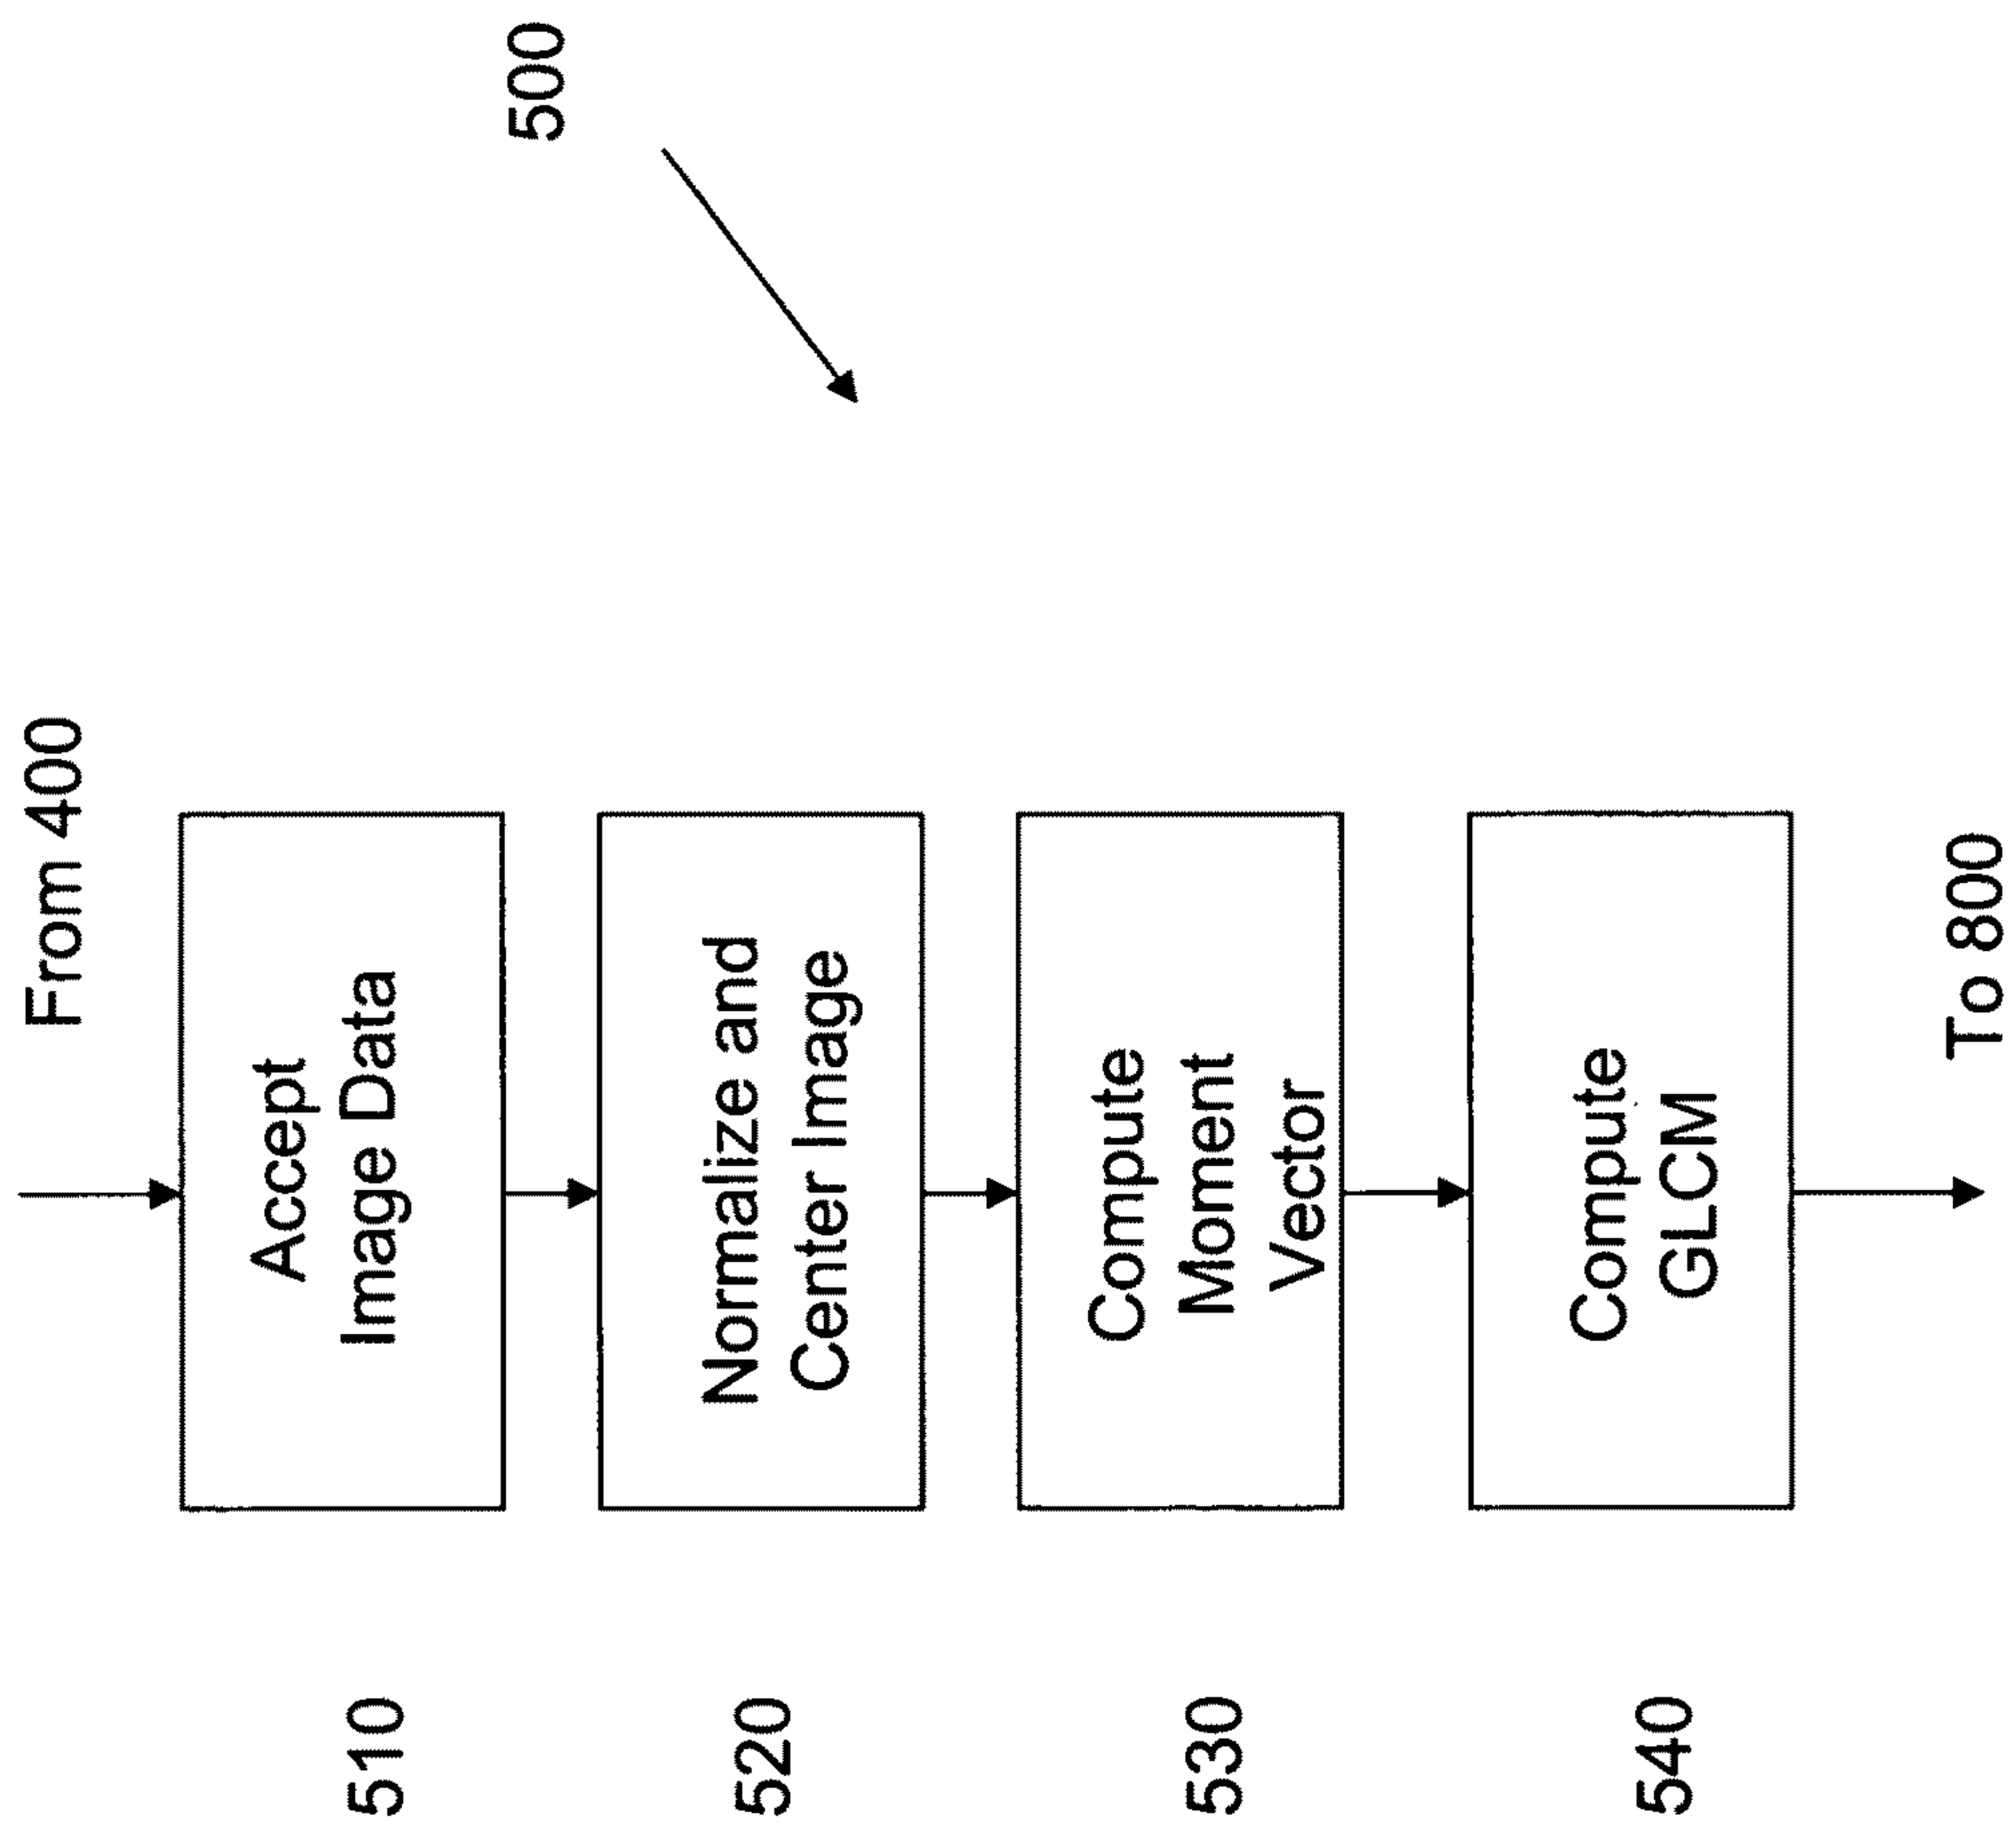 500
From 400
Accept
Image Data
510
Normalize and
Center Image
520
Compute
Moment
Vector
530
Compute
GLCM
540
To 800